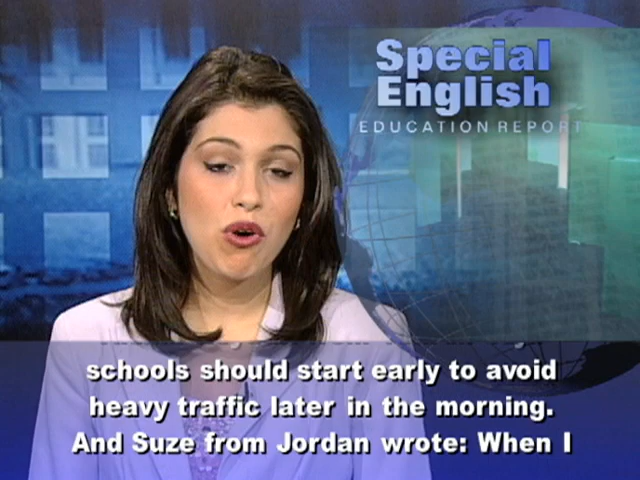 Special
English
EDUCATION REPORT
schools should start early to avoid
heavy traffic later in the morning.
And Suze from Jordan wrote: When I